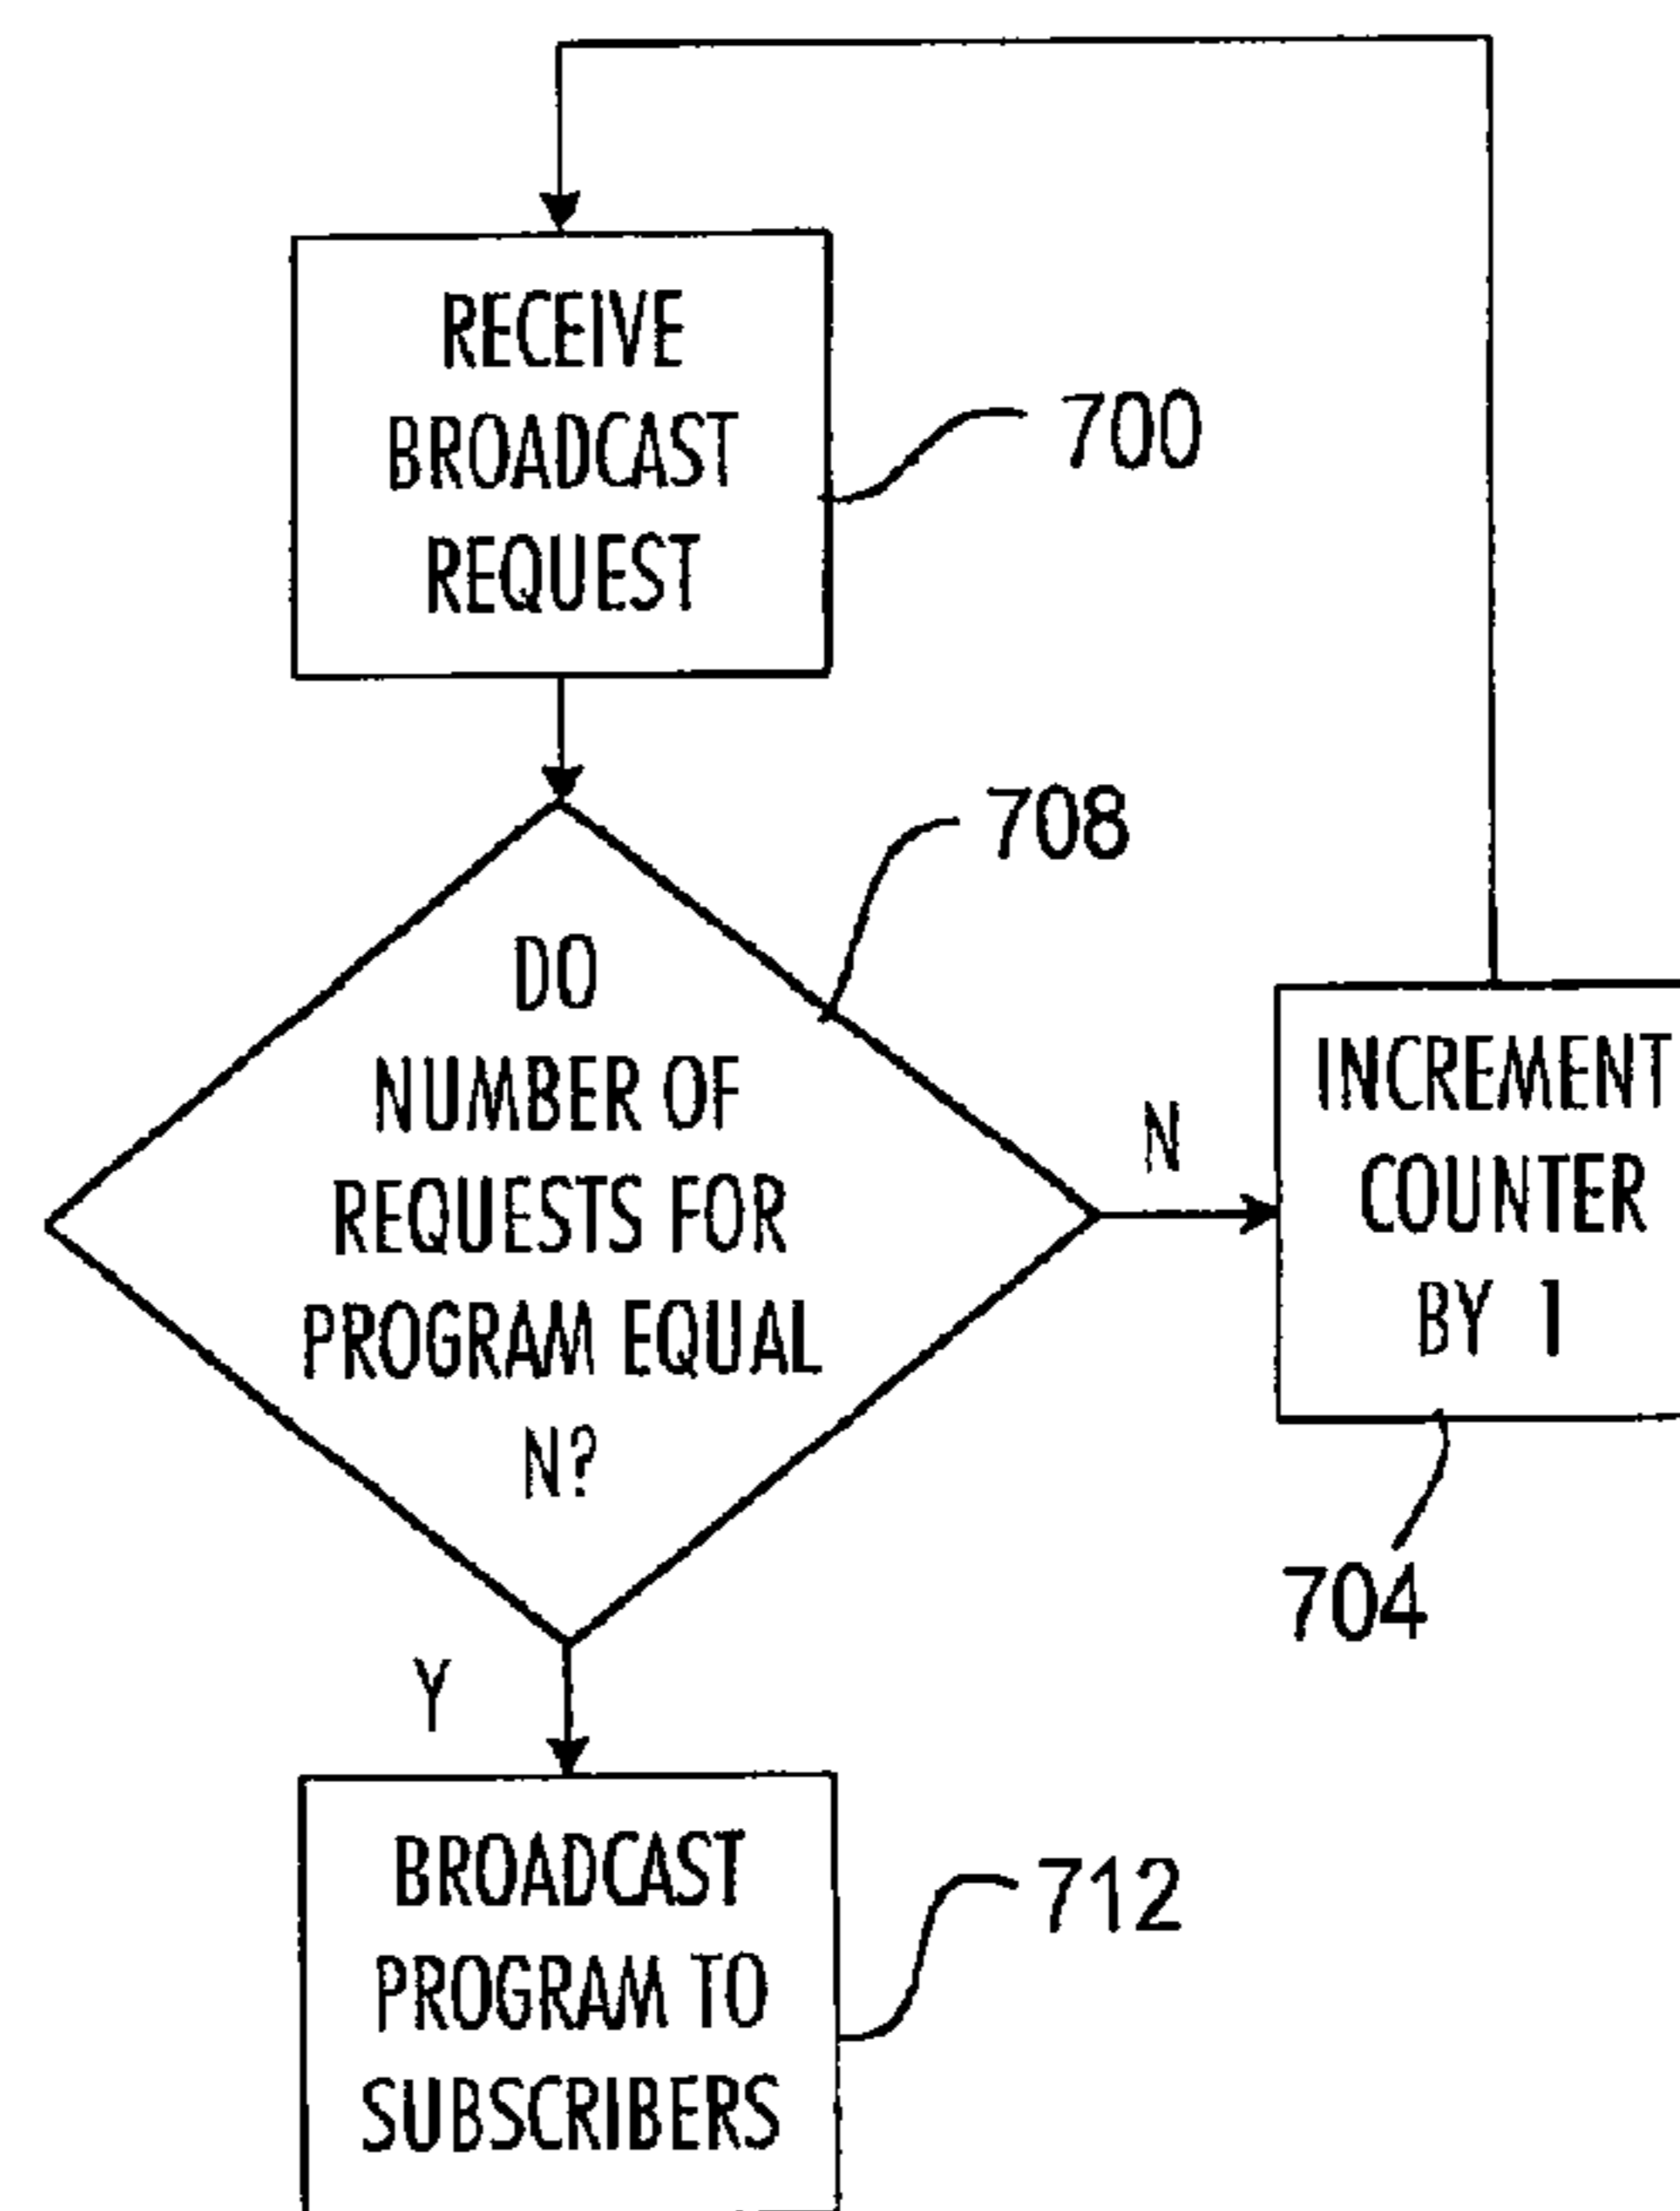 RECEIVE
BROADCAST
REQUEST
700
708
DO
NUMBER OF
REQUESTS FOR
PROGRAM EQUAL
N?
N
INCREMENT
COUNTER
BY 1
704
Y
BROADCAST
PROGRAM TO
SUBSCRIBERS
712